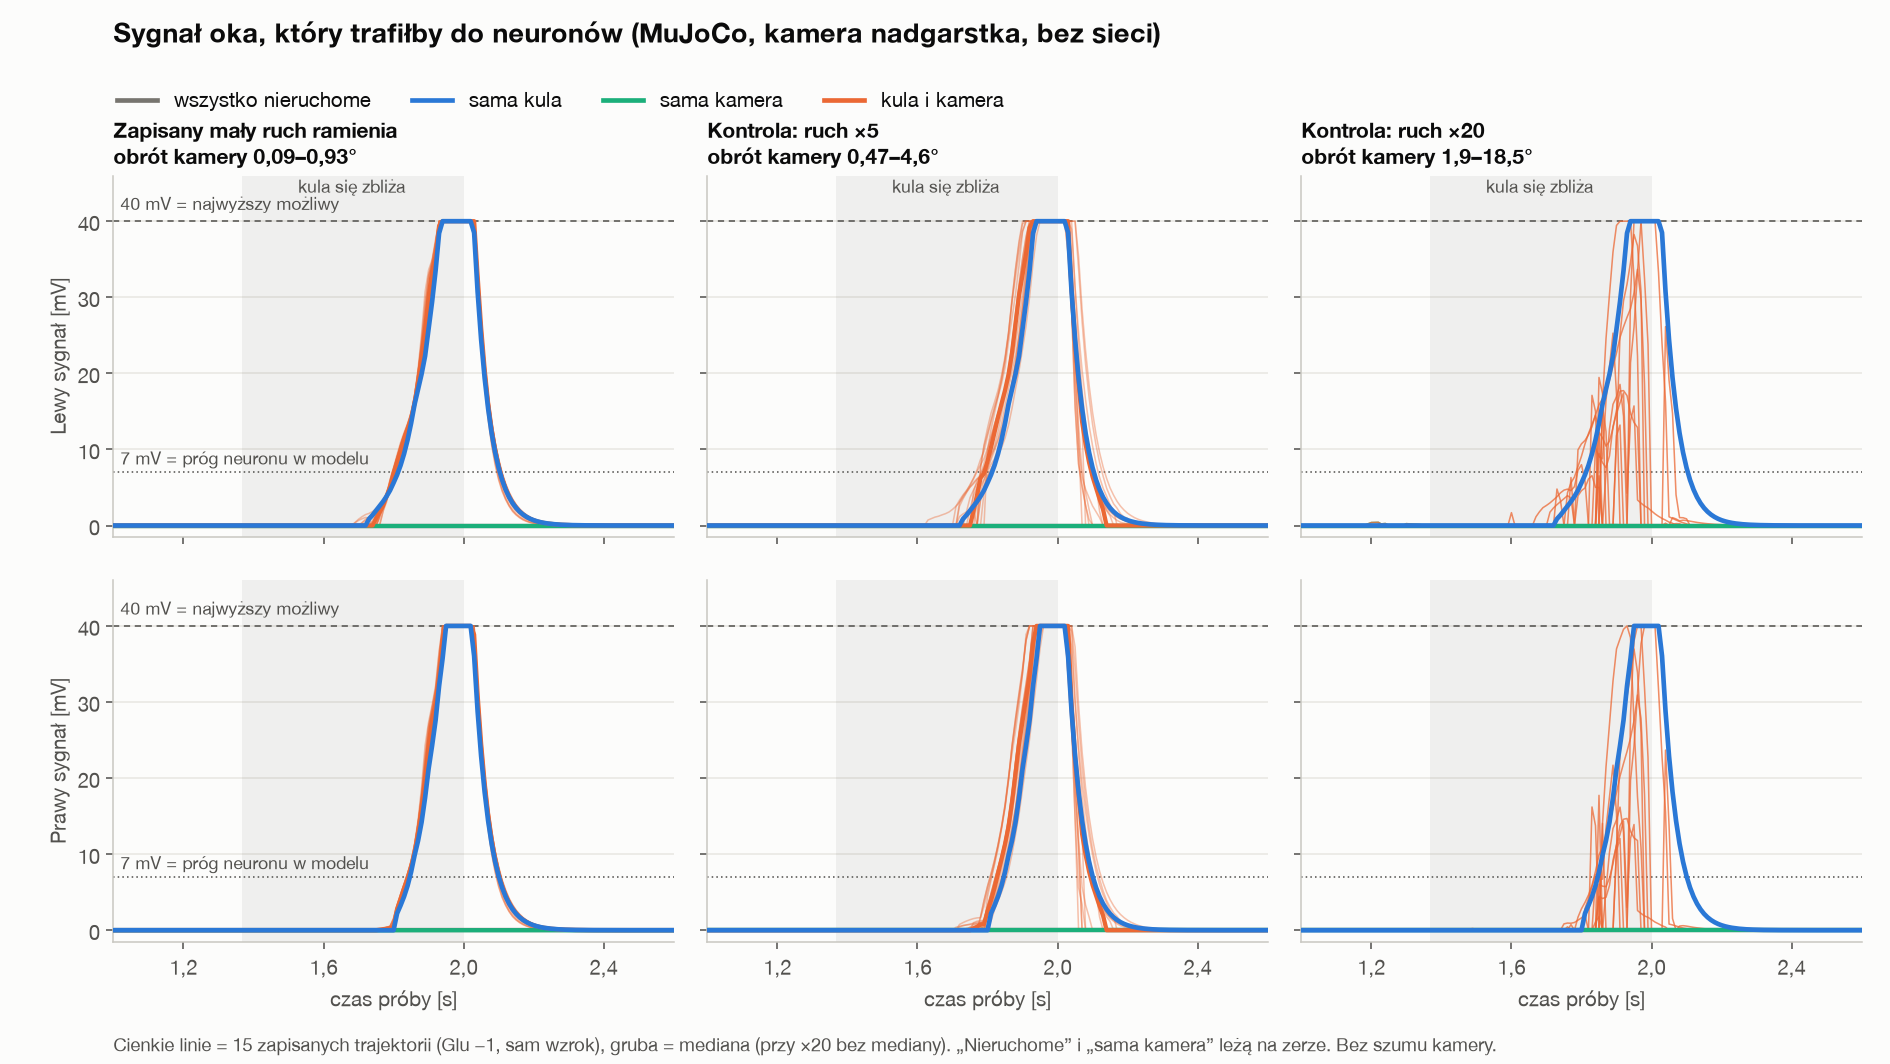 Sygnał oka, który trafiłby do neuronów (MuJoCo, kamera nadgarstka, bez sieci)
wszystko nieruchome
sama kula
sama kamera
kula i kamera
Zapisany mały ruch ramienia
obrót kamery 0,09–0,93°
Kontrola: ruch ×5
obrót kamery 0,47–4,6°
Kontrola: ruch ×20
obrót kamery 1,9–18,5°
kula się zbliża
40 mV = najwyższy możliwy
7 mV = próg neuronu w modelu
Lewy sygnał [mV]
40
30
20
10
0
kula się zbliża
kula się zbliża
40 mV = najwyższy możliwy
7 mV = próg neuronu w modelu
Prawy sygnał [mV]
40
30
20
10
0
1,2
1,6
2,0
2,4
czas próby [s]
1,2
1,6
2,0
2,4
czas próby [s]
1,2
1,6
2,0
2,4
czas próby [s]
Cienkie linie = 15 zapisanych trajektorii (Glu −1, sam wzrok), gruba = mediana (przy ×20 bez mediany). „Nieruchome” i „sama kamera” leżą na zerze. Bez szumu kamery.